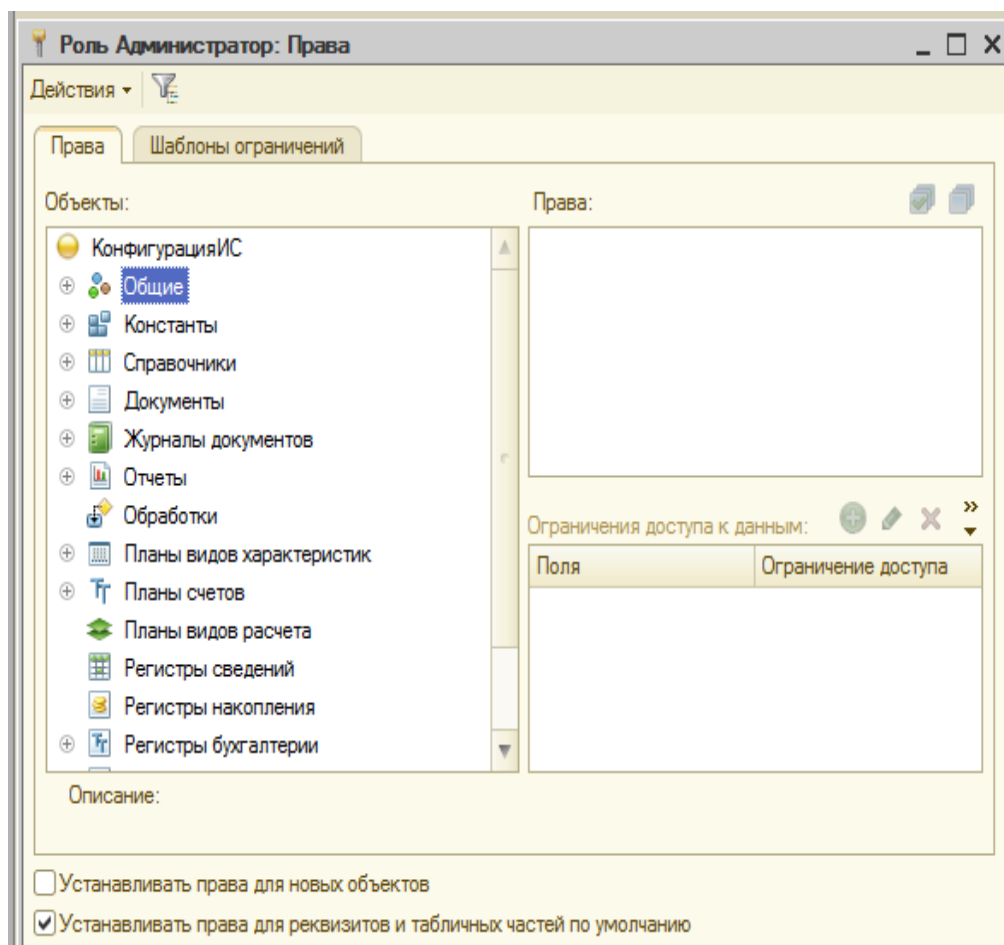 Роль Администратор: Права
Действия
Права
Шаблоны ограничений
Объекты:
КонфигурацияИС
Общие
Константы
Справочники
Документы
Журналы документов
Отчеты
Обработки
Планы видов характеристик
Планы счетов
Планы видов расчета
Регистры сведений
Регистры накопления
Регистры бухгалтерии
Права:
Ограничения доступа к данным:
Поля
Ограничение доступа
Описание:
Устанавливать права для новых объектов
Устанавливать права для реквизитов и табличных частей по умолчанию